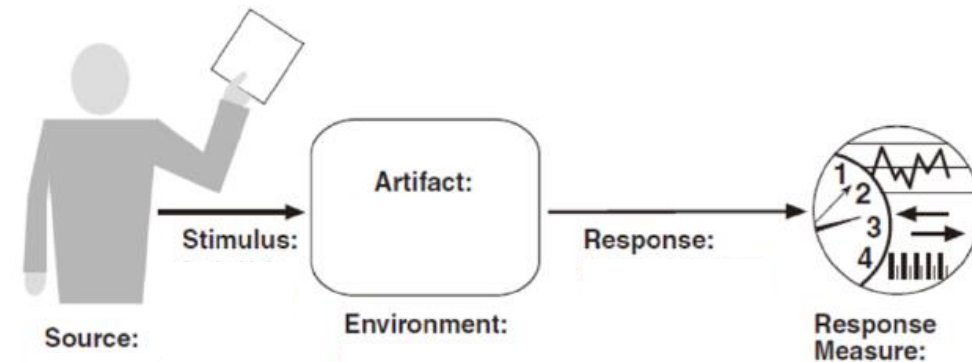 Artifact:
Stimulus:
Response:
1
2
3
4
Source:
Environment:
Response
Measure: